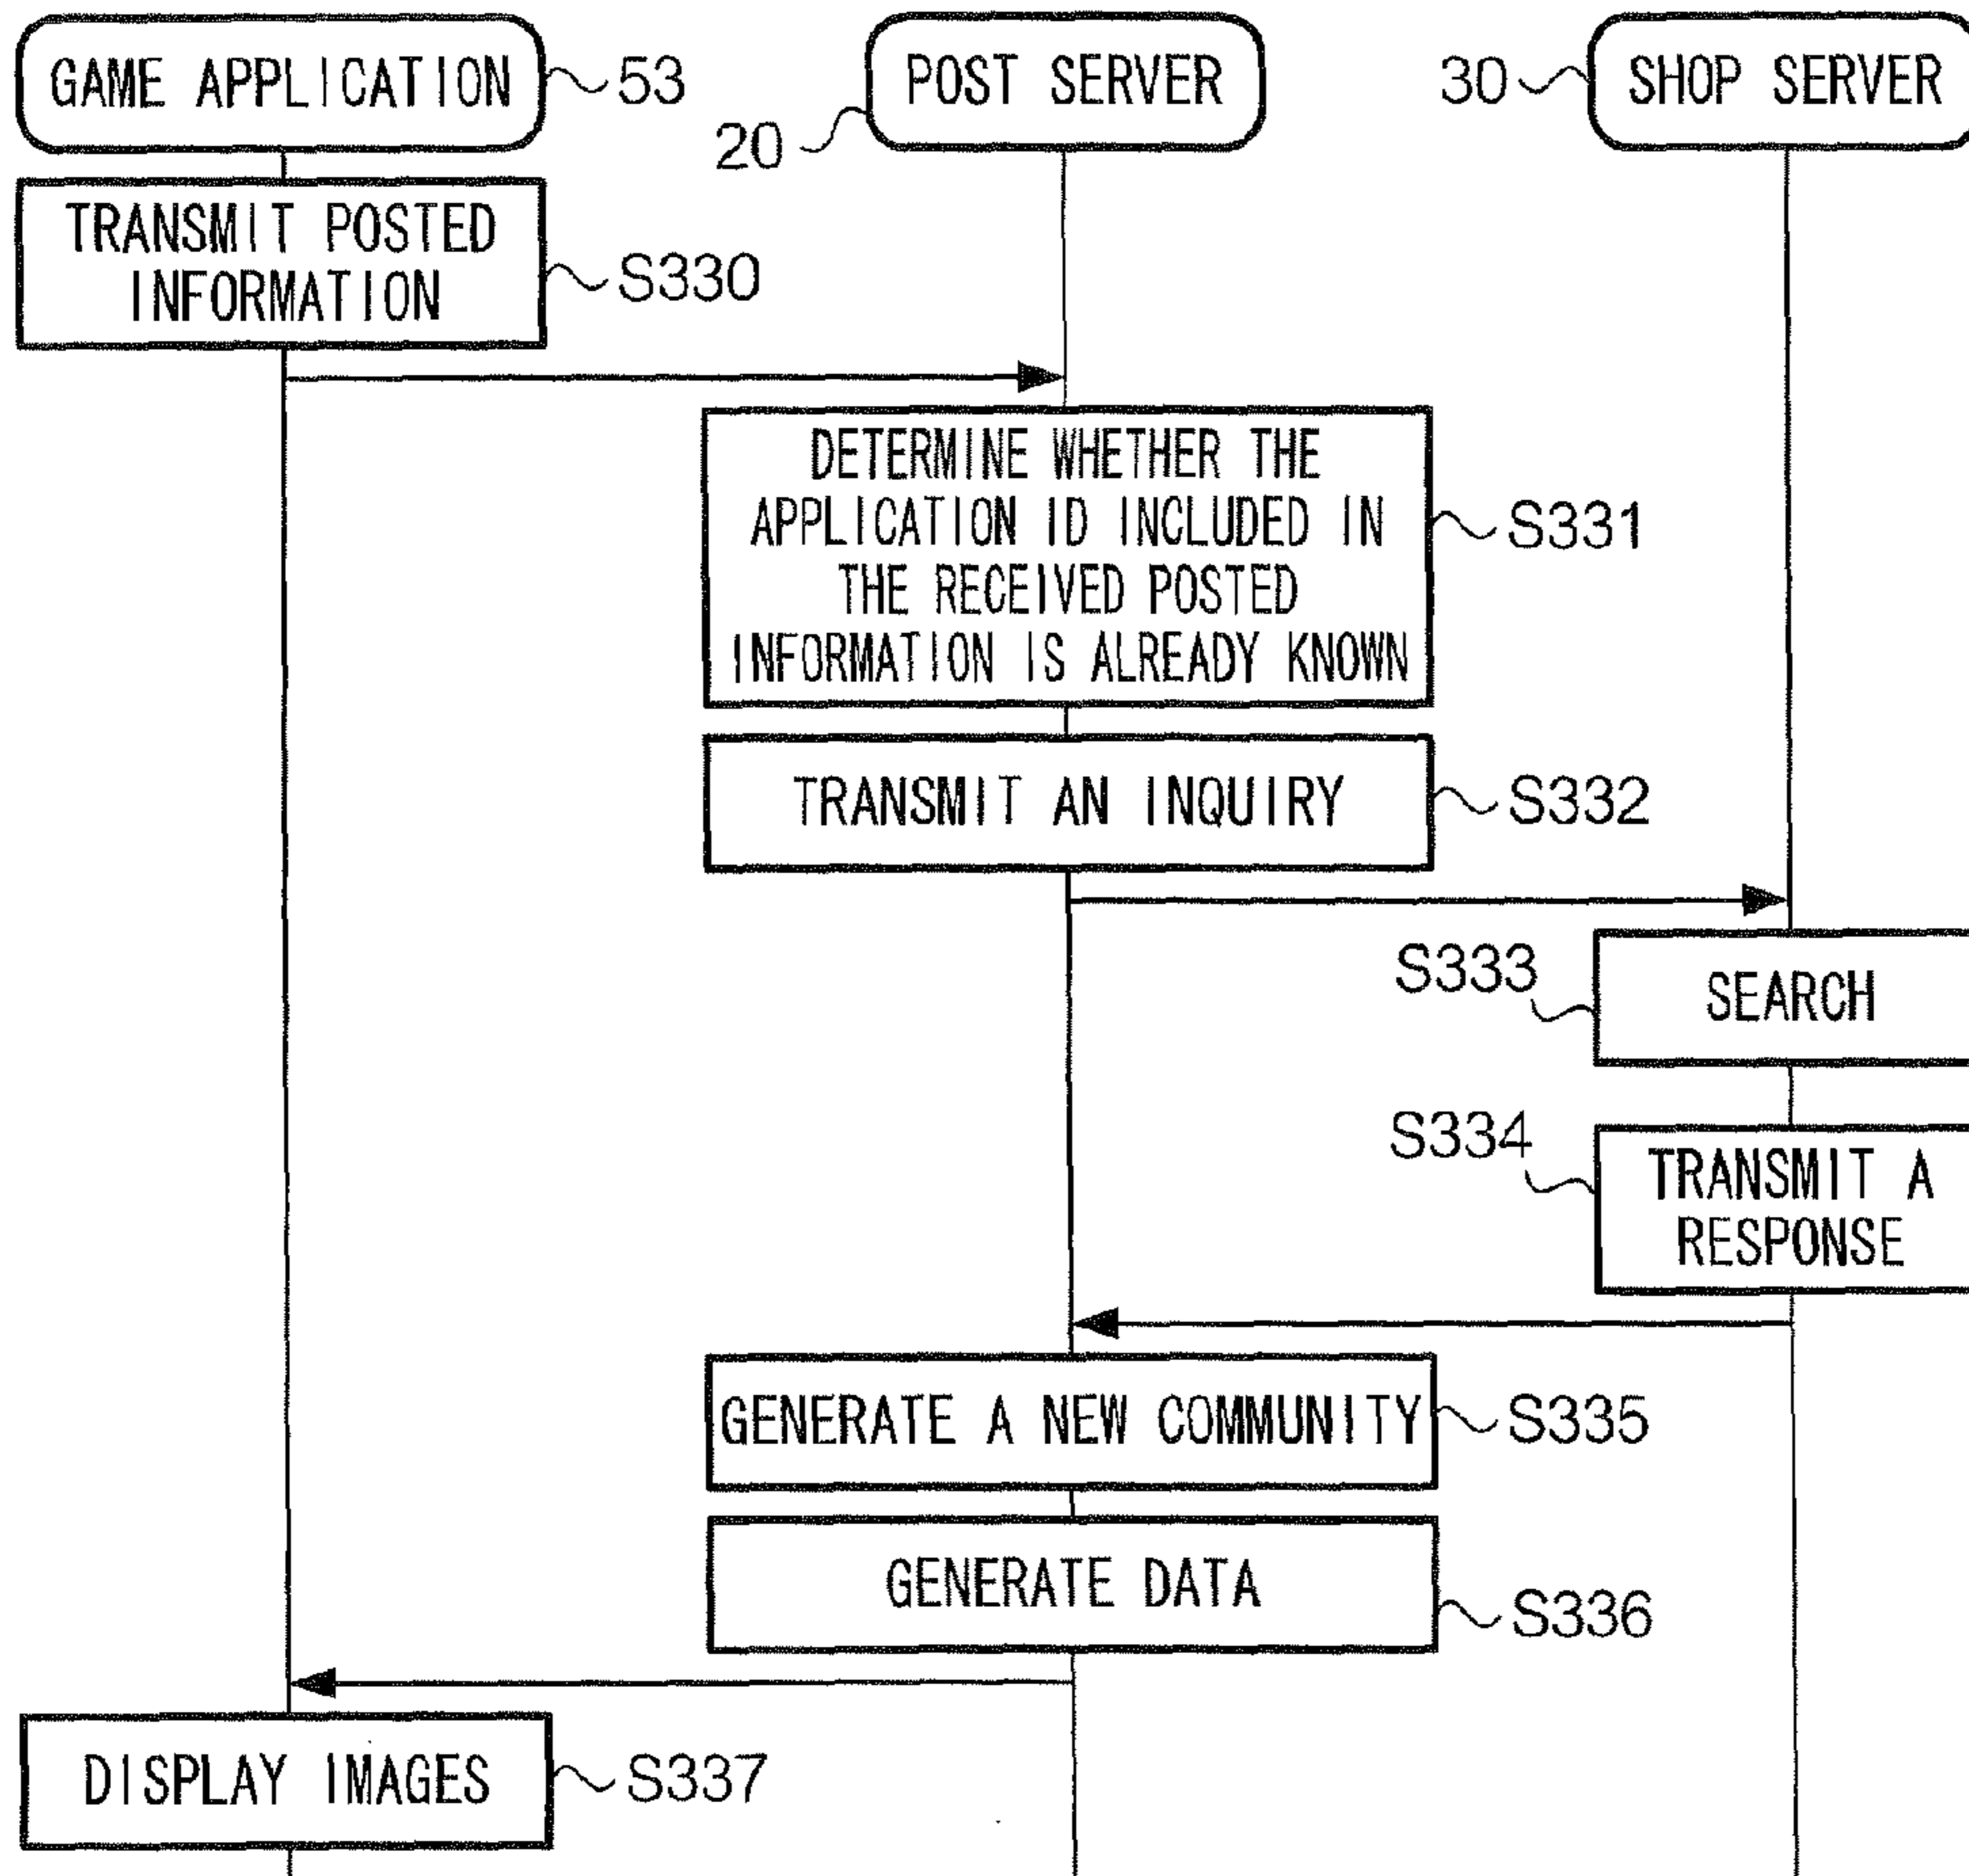 GAME APPLICATION
53
POST SERVER
20
30
SHOP SERVER
TRANSMIT POSTED
INFORMATION
S330
DETERMINE WHETHER THE
APPLICATION ID INCLUDED IN
THE RECEIVED POSTED
INFORMATION IS ALREADY KNOWN
S331
TRANSMIT AN INQUIRY
S332
S333
SEARCH
S334
TRANSMIT A
RESPONSE
GENERATE A NEW COMMUNITY
S335
GENERATE DATA
S336
DISPLAY IMAGES
S337